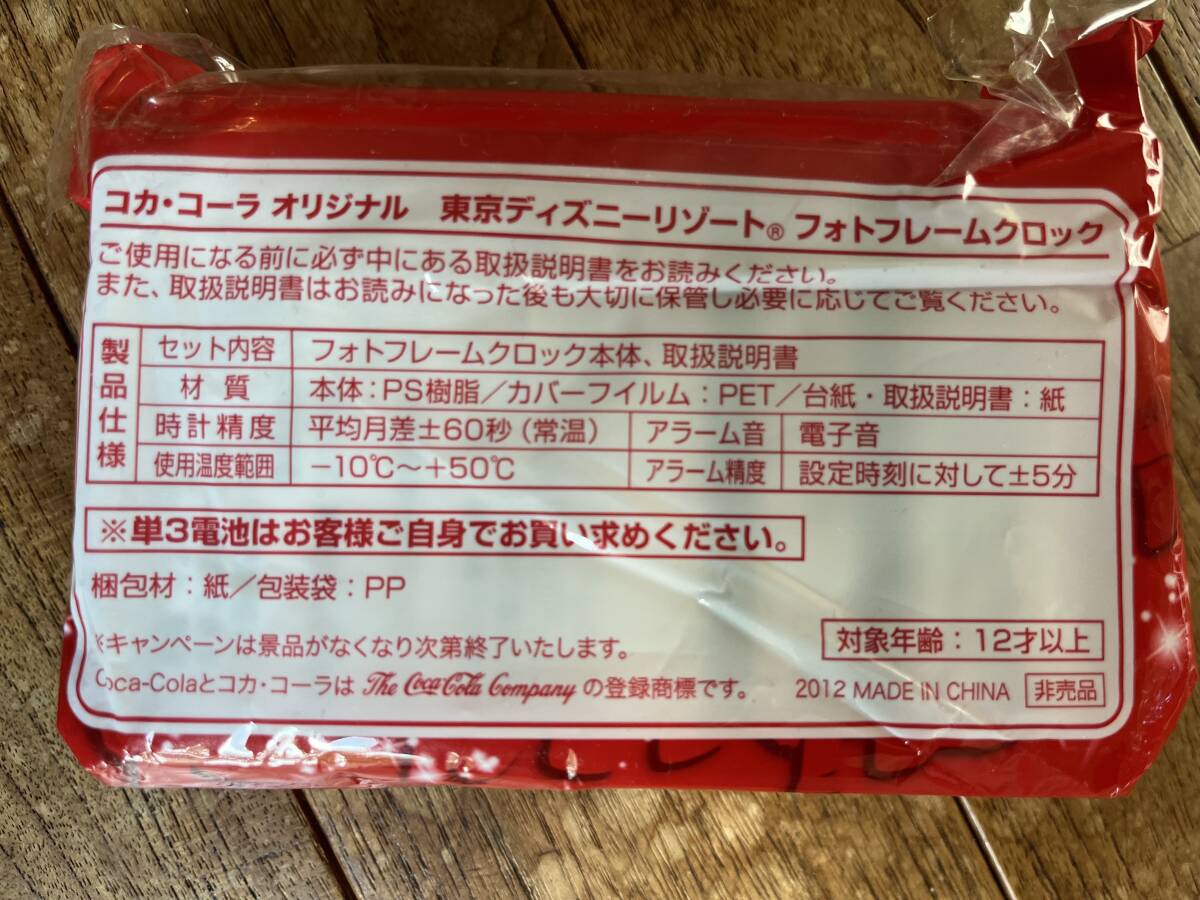 コカ・コーラ オリジナル 東京ディズニーリゾート® フォトフレームクロック
ご使用になる前に必ず中にある取扱説明書をお読みください。
また、取扱説明書はお読みになった後も大切に保管し必要に応じてご覧ください。
製品仕様
セット内容 フォトフレームクロック本体、取扱説明書
材質 本体：PS樹脂／カバーフイルム：PET／台紙・取扱説明書：紙
時計精度 平均月差±60秒（常温） アラーム音 電子音
使用温度範囲 −10℃〜+50℃ アラーム精度 設定時刻に対して±5分
※単3電池はお客様ご自身でお買い求めください。
梱包材：紙／包装袋：PP
※キャンペーンは景品がなくなり次第終了いたします。
対象年齢：12才以上
Coca-Colaとコカ・コーラは The Coca-Cola Company の登録商標です。 2012 MADE IN CHINA 非売品